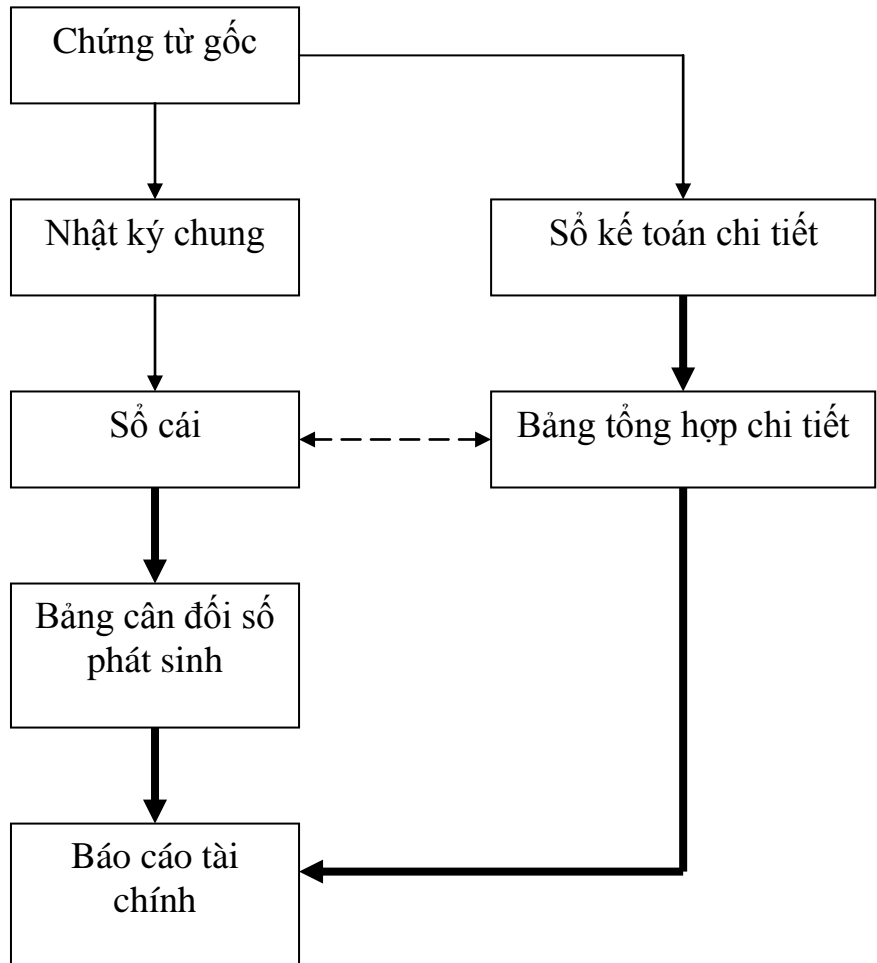 Chứng từ gốc
Nhật ký chung
Sổ kế toán chi tiết
Sổ cái
Bảng tổng hợp chi tiết
Bảng cân đối số
phát sinh
Báo cáo tài
chính